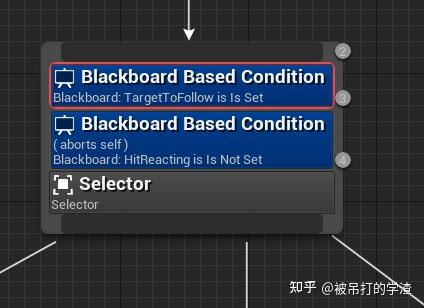 2
Blackboard Based Condition
Blackboard: TargetToFollow is Is Set
3
Blackboard Based Condition
( aborts self )
Blackboard: HitReacting is Is Not Set
4
Selector
Selector
知乎 @被吊打的学渣